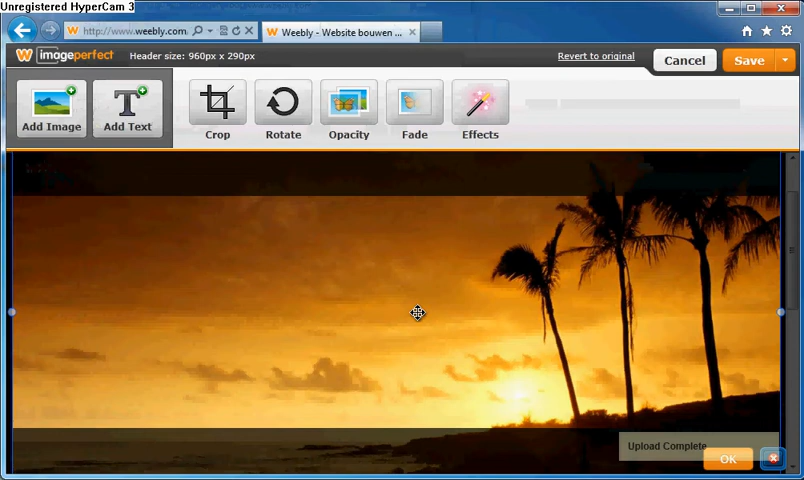 Unregistered HyperCam 3
http://www.weebly.com
Weebly - Website bouwen ...
W imageperfect
Header size: 960px x 290px
Revert to original
Cancel
Save
Add Image
Add Text
Crop
Rotate
Opacity
Fade
Effects
Upload Complete
OK